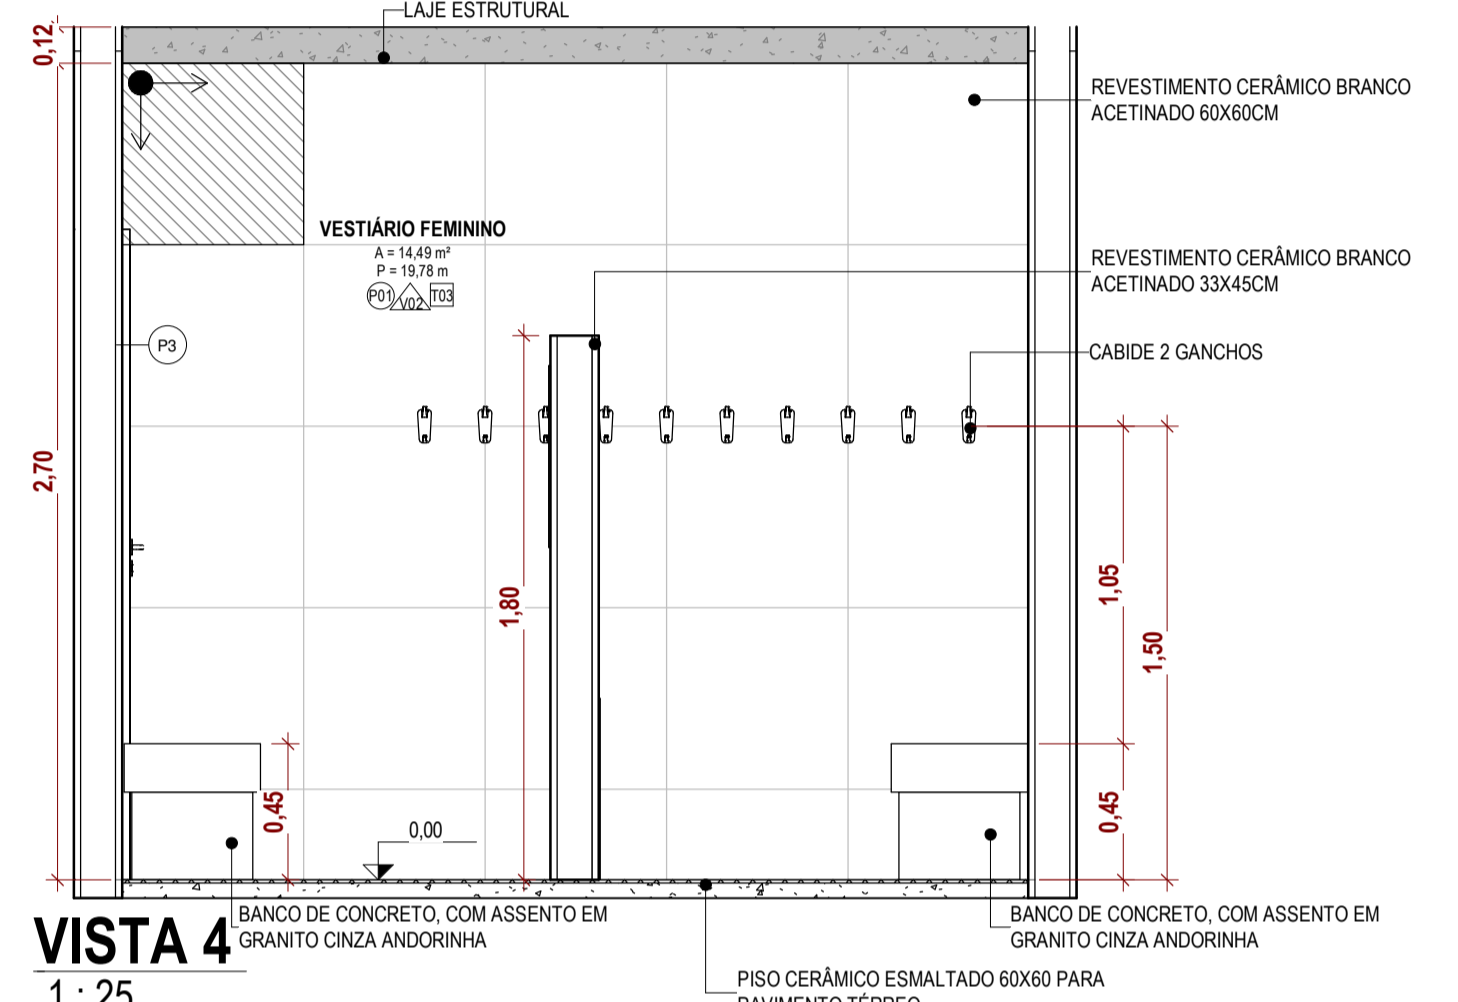 LAJE ESTRUTURAL
0,12
REVESTIMENTO CERÂMICO BRANCO
ACETINADO 60X60CM
VESTIÁRIO FEMININO
A = 14,49 m²
P = 19,78 m
P01 V02 T03
REVESTIMENTO CERÂMICO BRANCO
ACETINADO 33X45CM
P3
CABIDE 2 GANCHOS
2,70
1,80
1,05
1,50
0,45
0,45
0,00
BANCO DE CONCRETO, COM ASSENTO EM
GRANITO CINZA ANDORINHA
BANCO DE CONCRETO, COM ASSENTO EM
GRANITO CINZA ANDORINHA
VISTA 4
1 : 25
PISO CERÂMICO ESMALTADO 60X60 PARA
PAVIMENTO TÉRREO